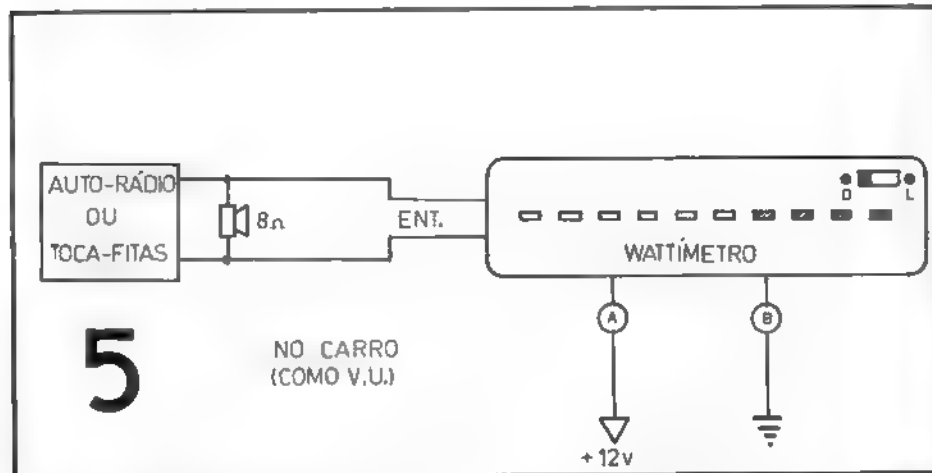 AUTO-RÁDIO
OU
TOCA-FITAS
8Ω
ENT.
D
L
WATTÍMETRO
A
B
5
NO CARRO
(COMO V.U.)
+12v